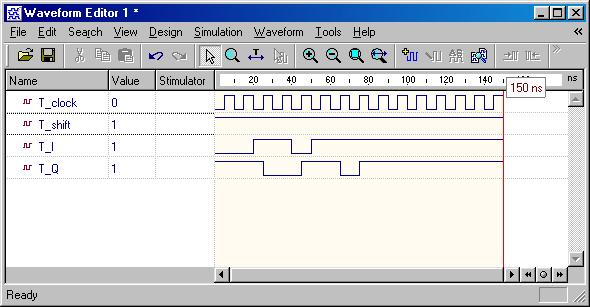 Waveform Editor 1 *
File Edit Search View Design Simulation Waveform Tools Help
Name Value Stimulator 20 40 60 80 100 120 140 ns
150 ns
T_clock 0
T_shift 1
T_I 1
T_Q 1
Ready